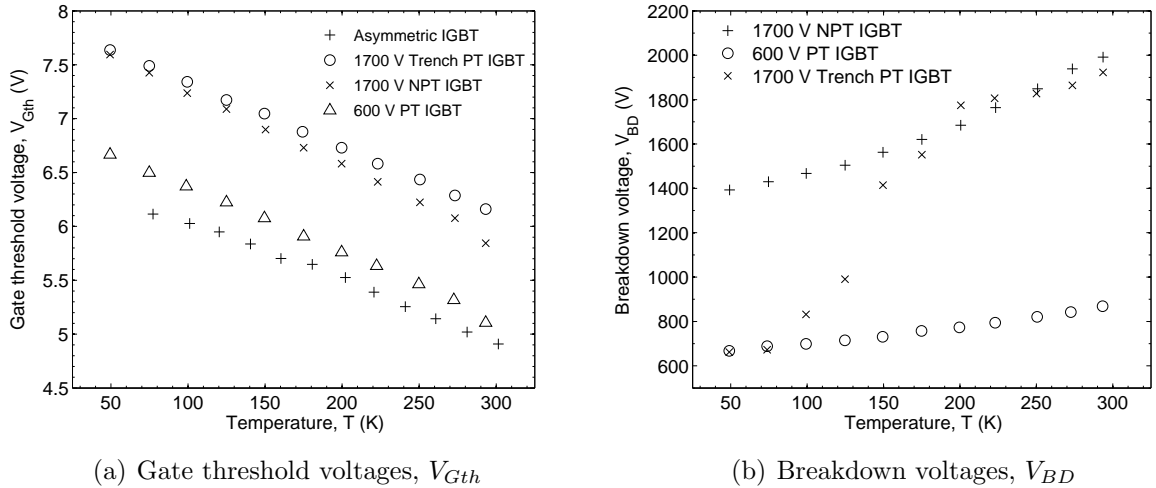 8
7.5
7
6.5
6
5.5
5
4.5
Gate threshold voltage, V_Gth (V)
Asymmetric IGBT
1700 V Trench PT IGBT
1700 V NPT IGBT
600 V PT IGBT
50 100 150 200 250 300
Temperature, T (K)
(a) Gate threshold voltages, V_Gth
2200
2000
1800
1600
1400
1200
1000
800
600
Breakdown voltage, V_BD (V)
1700 V NPT IGBT
600 V PT IGBT
1700 V Trench PT IGBT
50 100 150 200 250 300
Temperature, T (K)
(b) Breakdown voltages, V_BD